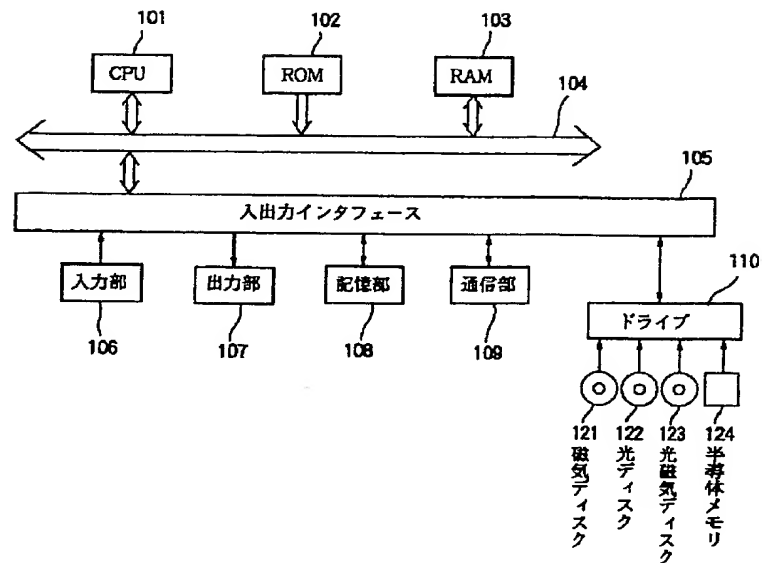 101
102
103
CPU
ROM
RAM
104
105
入出力インタフェース
入力部
出力部
記憶部
通信部
110
ドライブ
106
107
108
109
121
122
123
124
磁気ディスク
光ディスク
光磁気ディスク
半導体メモリ